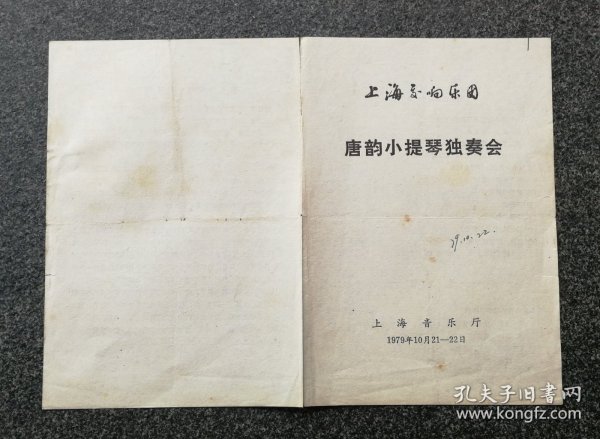 上海交响乐团
唐韵小提琴独奏会
79.10.22.
上海音乐厅
1979年10月21—22日
孔夫子旧书网
www.kongfz.com